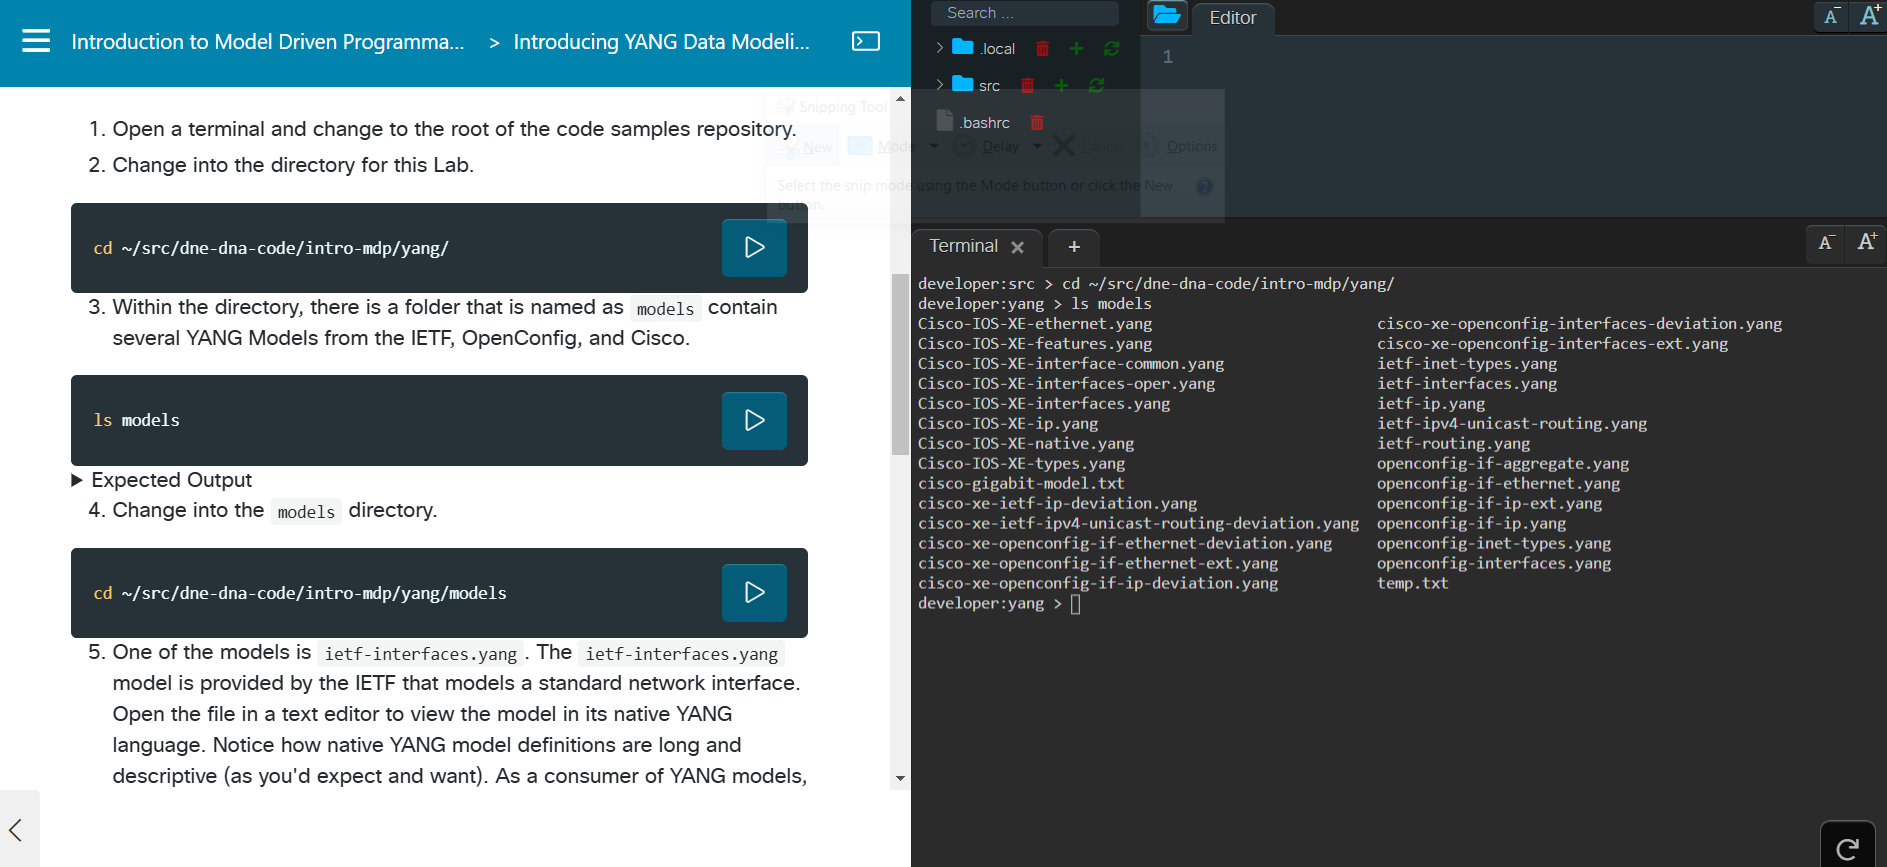 Introduction to Model Driven Programma... > Introducing YANG Data Modeli...
1. Open a terminal and change to the root of the code samples repository.
2. Change into the directory for this Lab.
cd ~/src/dne-dna-code/intro-mdp/yang/
3. Within the directory, there is a folder that is named as models contain
several YANG Models from the IETF, OpenConfig, and Cisco.
ls models
Expected Output
4. Change into the models directory.
cd ~/src/dne-dna-code/intro-mdp/yang/models
5. One of the models is ietf-interfaces.yang. The ietf-interfaces.yang
model is provided by the IETF that models a standard network interface.
Open the file in a text editor to view the model in its native YANG
language. Notice how native YANG model definitions are long and
descriptive (as you'd expect and want). As a consumer of YANG models,
Snipping Tool
New Mode Delay Cancel Options
Select the snip mode using the Mode button or click the New
button.
Search ...
.local
src
.bashrc
Editor
A- A+
1
Terminal
+
A- A+
developer:src > cd ~/src/dne-dna-code/intro-mdp/yang/
developer:yang > ls models
Cisco-IOS-XE-ethernet.yang cisco-xe-openconfig-interfaces-deviation.yang
Cisco-IOS-XE-features.yang cisco-xe-openconfig-interfaces-ext.yang
Cisco-IOS-XE-interface-common.yang ietf-inet-types.yang
Cisco-IOS-XE-interfaces-oper.yang ietf-interfaces.yang
Cisco-IOS-XE-interfaces.yang ietf-ip.yang
Cisco-IOS-XE-ip.yang ietf-ipv4-unicast-routing.yang
Cisco-IOS-XE-native.yang ietf-routing.yang
Cisco-IOS-XE-types.yang openconfig-if-aggregate.yang
cisco-gigabit-model.txt openconfig-if-ethernet.yang
cisco-xe-ietf-ip-deviation.yang openconfig-if-ip-ext.yang
cisco-xe-ietf-ipv4-unicast-routing-deviation.yang openconfig-if-ip.yang
cisco-xe-openconfig-if-ethernet-deviation.yang openconfig-inet-types.yang
cisco-xe-openconfig-if-ethernet-ext.yang openconfig-interfaces.yang
cisco-xe-openconfig-if-ip-deviation.yang temp.txt
developer:yang >